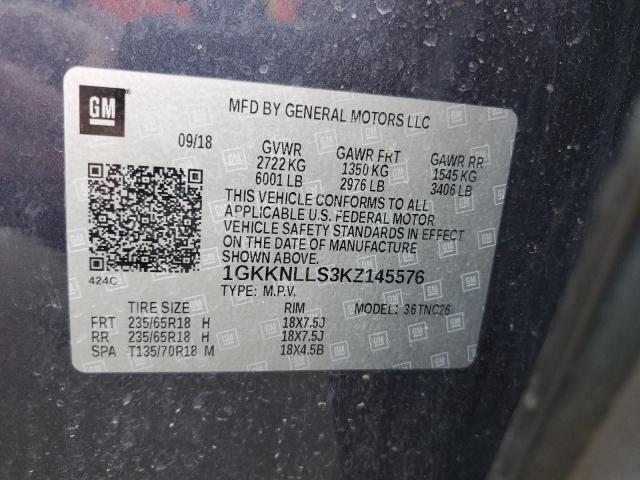 GM
MFD BY GENERAL MOTORS LLC
09/18 GVWR GAWR FRT GAWR RR
2722 KG 1350 KG 1545 KG
6001 LB 2976 LB 3406 LB
THIS VEHICLE CONFORMS TO ALL
APPLICABLE U.S. FEDERAL MOTOR
VEHICLE SAFETY STANDARDS IN EFFECT
ON THE DATE OF MANUFACTURE
SHOWN ABOVE.
424C 1GKKNLLS3KZ145576
TYPE: M.P.V.
TIRE SIZE RIM MODEL: 36TNC26
FRT 235/65R18 H 18X7.5J
RR 235/65R18 H 18X7.5J
SPA T135/70R18 M 18X4.5B